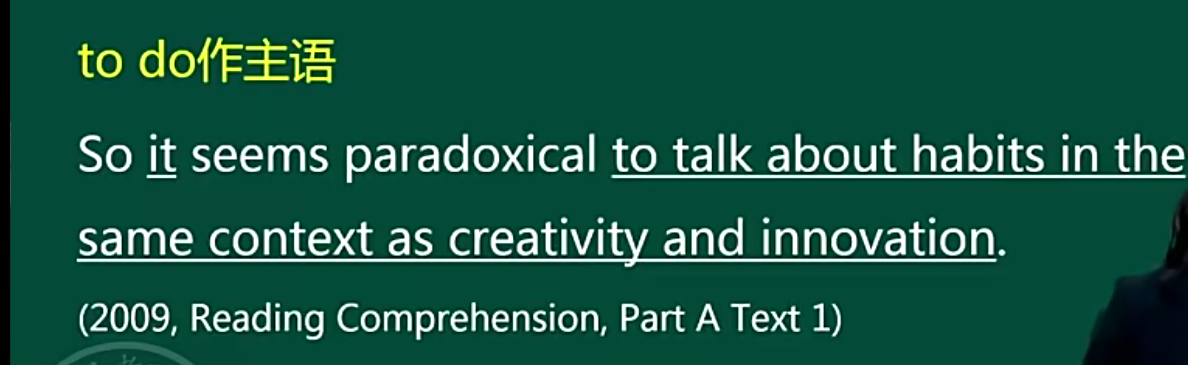 to do作主语
So it seems paradoxical to talk about habits in the
same context as creativity and innovation.
(2009, Reading Comprehension, Part A Text 1)